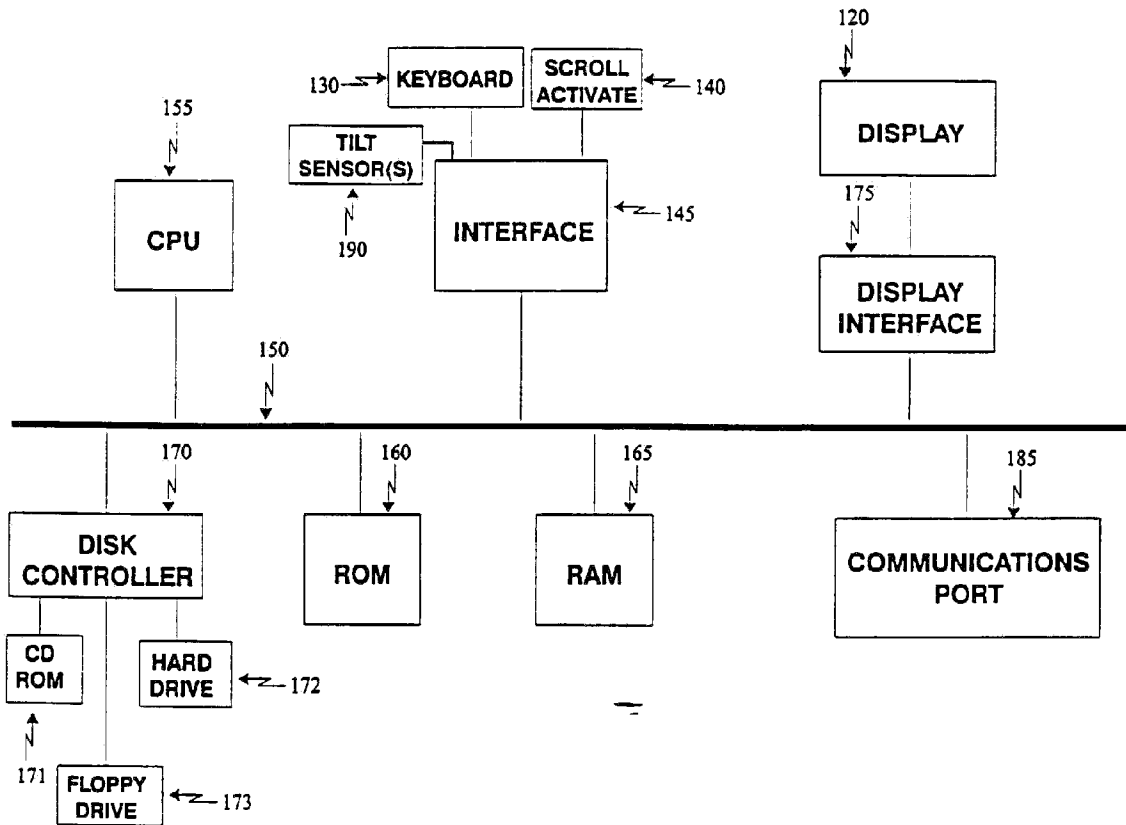 120
130
KEYBOARD
SCROLL
ACTIVATE
140
155
TILT
SENSOR(S)
DISPLAY
175
190
CPU
INTERFACE
145
DISPLAY
INTERFACE
150
170
160
165
185
DISK
CONTROLLER
ROM
RAM
COMMUNICATIONS
PORT
CD
ROM
HARD
DRIVE
172
171
FLOPPY
DRIVE
173